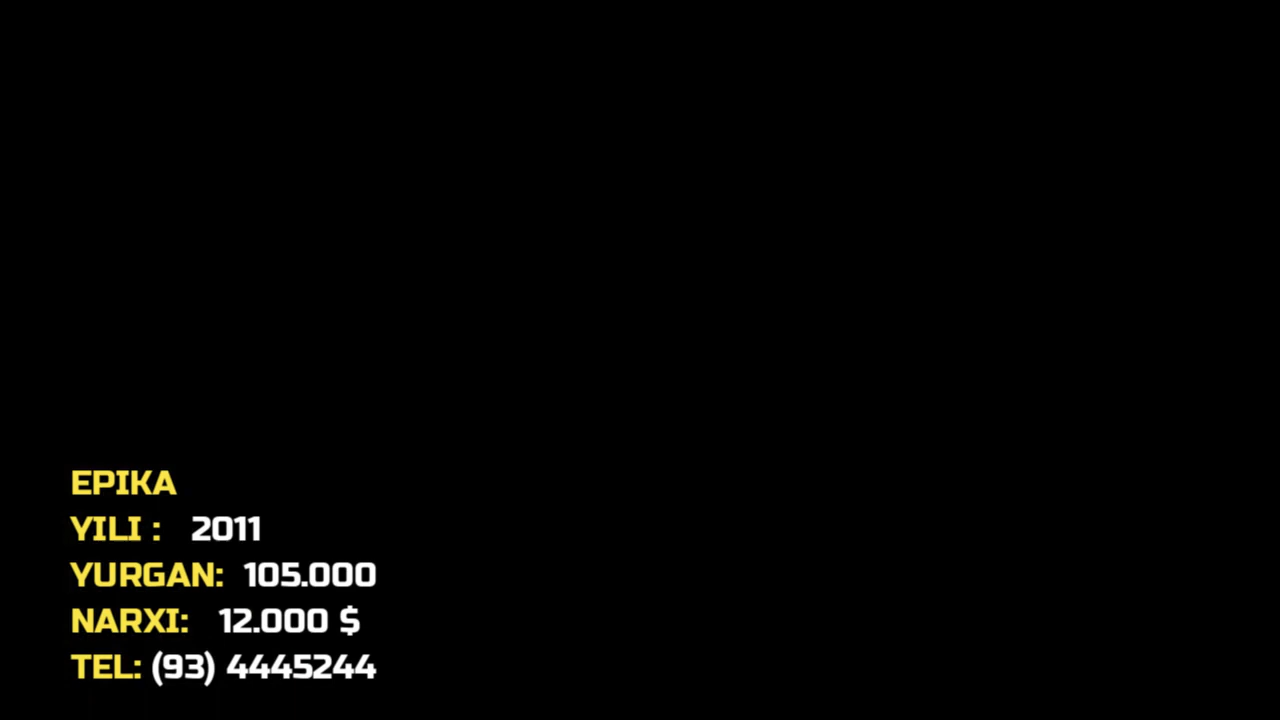 EPIKA
YILI : 2011
YURGAN: 105.000
NARXI: 12.000 $
TEL: (93) 4445244